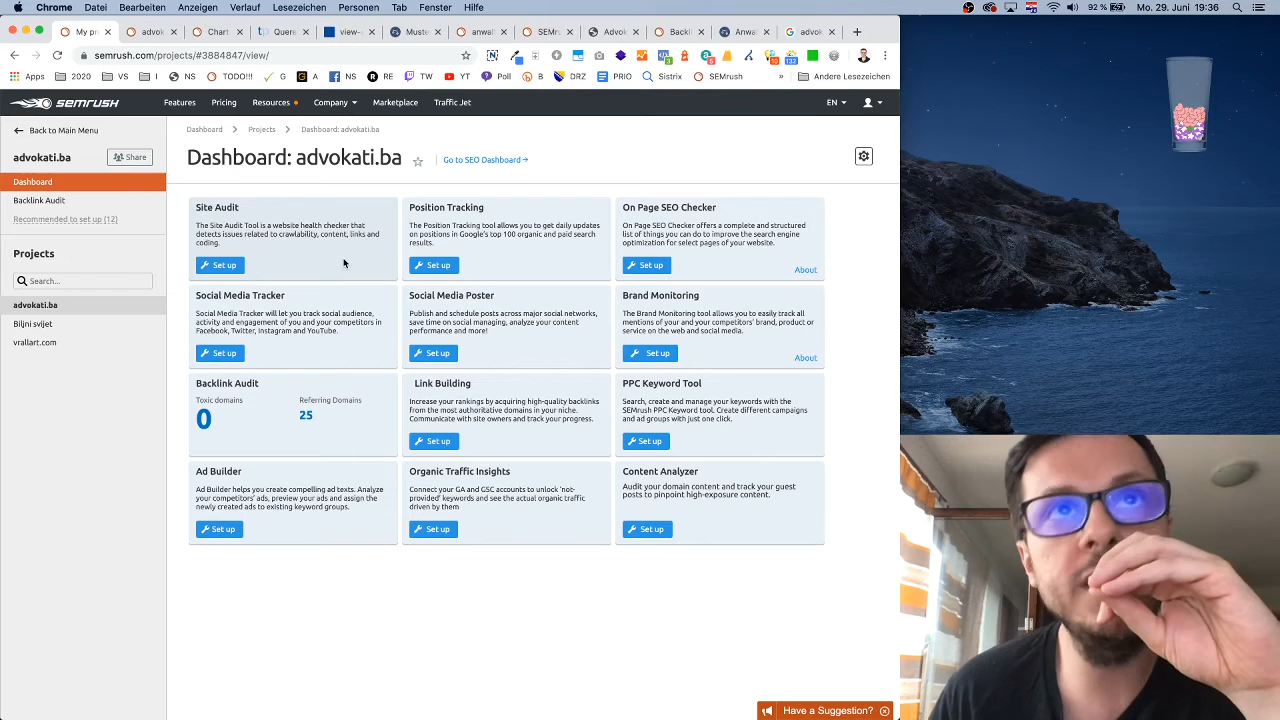 Chrome Datei Bearbeiten Anzeigen Verlauf Lesezeichen Personen Tab Fenster Hilfe
92 % Mo. 29. Juni 19:36
My pr
advok
Chart
Quere
view-
Muste
anwal
SEMr
Advok
Backli
Anwal
advok
semrush.com/projects/#3884847/view/
Apps 2020 VS I NS TODO!!! G A NS RE TW YT Poll B DRZ PRIO Sistrix SEMrush » Andere Lesezeichen
SEMRUSH Features Pricing Resources Company Marketplace Traffic Jet EN
Back to Main Menu
advokati.ba Share
Dashboard
Backlink Audit
Recommended to set up (12)
Projects
Search...
advokati.ba
Biljni svijet
vrallart.com
Dashboard Projects Dashboard: advokati.ba
Dashboard: advokati.ba Go to SEO Dashboard →
Site Audit
The Site Audit Tool is a website health checker that
detects issues related to crawlability, content, links and
coding.
Set up
Position Tracking
The Position Tracking tool allows you to get daily updates
on positions in Google's top 100 organic and paid search
results.
Set up
On Page SEO Checker
On Page SEO Checker offers a complete and structured
list of things you can do to improve the search engine
optimization for select pages of your website.
Set up
About
Social Media Tracker
Social Media Tracker will let you track social audience,
activity and engagement of you and your competitors in
Facebook, Twitter, Instagram and YouTube.
Set up
Social Media Poster
Publish and schedule posts across major social networks,
save time on social managing, analyze your content
performance and more!
Set up
Brand Monitoring
The Brand Monitoring tool allows you to easily track all
mentions of your and your competitors' brand, product or
service on the web and social media.
Set up
About
Backlink Audit
Toxic domains Referring Domains
0 25
Link Building
Increase your rankings by acquiring high-quality backlinks
from the most authoritative domains in your niche.
Communicate with site owners and track your progress.
Set up
PPC Keyword Tool
Search, create and manage your keywords with the
SEMrush PPC Keyword tool. Create different campaigns
and ad groups with just one click.
Set up
Ad Builder
Ad Builder helps you create compelling ad texts. Analyze
your competitors' ads, preview your ads and assign the
newly created ads to existing keyword groups.
Set up
Organic Traffic Insights
Connect your GA and GSC accounts to unlock 'not-
provided' keywords and see the actual organic traffic
driven by them
Set up
Content Analyzer
Audit your domain content and track your guest
posts to pinpoint high-exposure content.
Set up
Have a Suggestion?